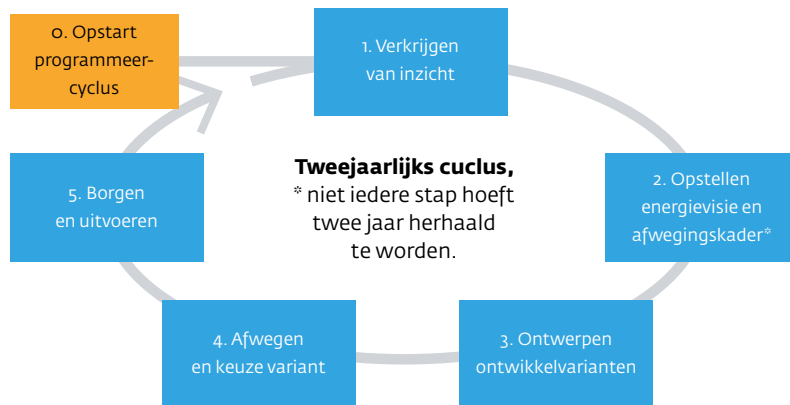 0. Opstart
programmeer-
cyclus
1. Verkrijgen
van inzicht
2. Opstellen
energievisie en
afwegingskader*
3. Ontwerpen
ontwikkelvarianten
4. Afwegen
en keuze variant
5. Borgen
en uitvoeren
Tweejaarlijks cuclus,
* niet iedere stap hoeft
twee jaar herhaald
te worden.